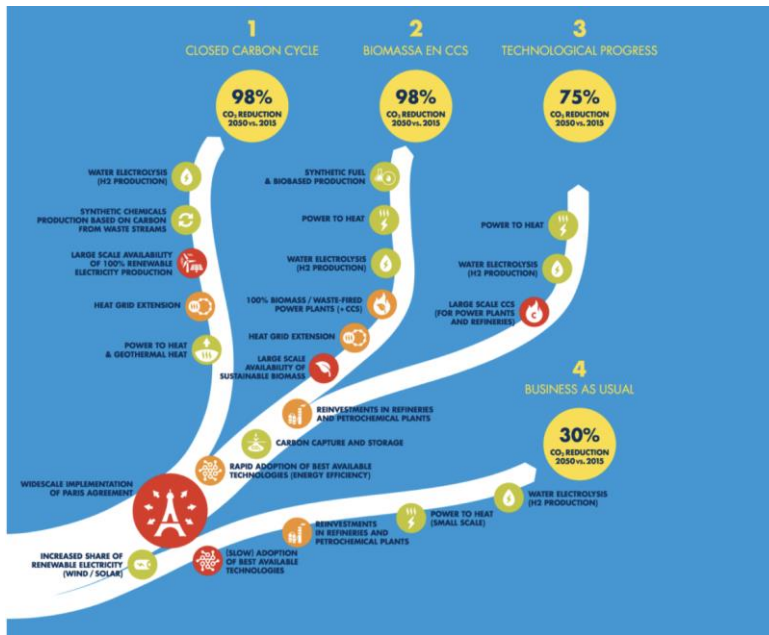 1
CLOSED CARBON CYCLE
98%
CO2 REDUCTION
2050 vs. 2015
WATER ELECTROLYSIS
(H2 PRODUCTION)
SYNTHETIC CHEMICALS
PRODUCTION BASED ON CARBON
FROM WASTE STREAMS
LARGE SCALE AVAILABILITY
OF 100% RENEWABLE
ELECTRICITY PRODUCTION
HEAT GRID EXTENSION
POWER TO HEAT
& GEOTHERMAL HEAT
2
BIOMASSA EN CCS
98%
CO2 REDUCTION
2050 vs. 2015
SYNTHETIC FUEL
& BIOBASED PRODUCTION
POWER TO HEAT
WATER ELECTROLYSIS
(H2 PRODUCTION)
100% BIOMASS / WASTE-FIRED
POWER PLANTS (+CCS)
HEAT GRID EXTENSION
LARGE SCALE
AVAILABILITY OF
SUSTAINABLE BIOMASS
3
TECHNOLOGICAL PROGRESS
75%
CO2 REDUCTION
2050 vs. 2015
POWER TO HEAT
WATER ELECTROLYSIS
(H2 PRODUCTION)
LARGE SCALE CCS
(FOR POWER PLANTS
AND REFINERIES)
C
REINVESTMENTS IN REFINERIES
AND PETROCHEMICAL PLANTS
CARBON CAPTURE AND STORAGE
RAPID ADOPTION OF BEST AVAILABLE
TECHNOLOGIES (ENERGY EFFICIENCY)
WIDESCALE IMPLEMENTATION
OF PARIS AGREEMENT
4
BUSINESS AS USUAL
30%
CO2 REDUCTION
2050 vs. 2015
WATER ELECTROLYSIS
(H2 PRODUCTION)
POWER TO HEAT
(SMALL SCALE)
REINVESTMENTS
IN REFINERIES AND
PETROCHEMICAL PLANTS
(SLOW) ADOPTION
OF BEST AVAILABLE
TECHNOLOGIES
INCREASED SHARE OF
RENEWABLE ELECTRICITY
(WIND / SOLAR)